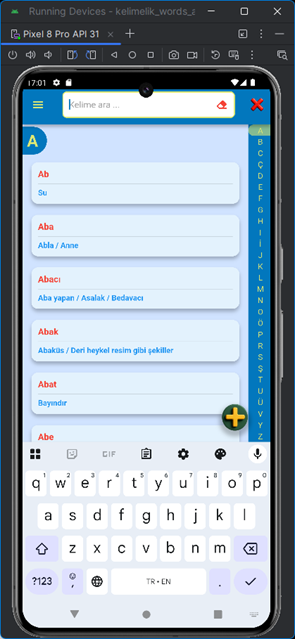 Running Devices - kelimelik_words_a
Pixel 8 Pro API 31
17:01
Kelime ara ...
A
Ab
Su
Aba
Abla / Anne
Abacı
Aba yapan / Asalak / Bedavacı
Abak
Abaküs / Deri heykel resim gibi şekiller
Abat
Bayındır
Abe
A
B
C
Ç
D
E
F
G
H
I
İ
J
K
L
M
N
O
Ö
P
R
S
Ş
T
U
Ü
V
Y
Z
GIF
q w e r t y u i o p
1 2 3 4 5 6 7 8 9 0
a s d f g h j k l
z x c v b n m
?123
,
TR • EN
.